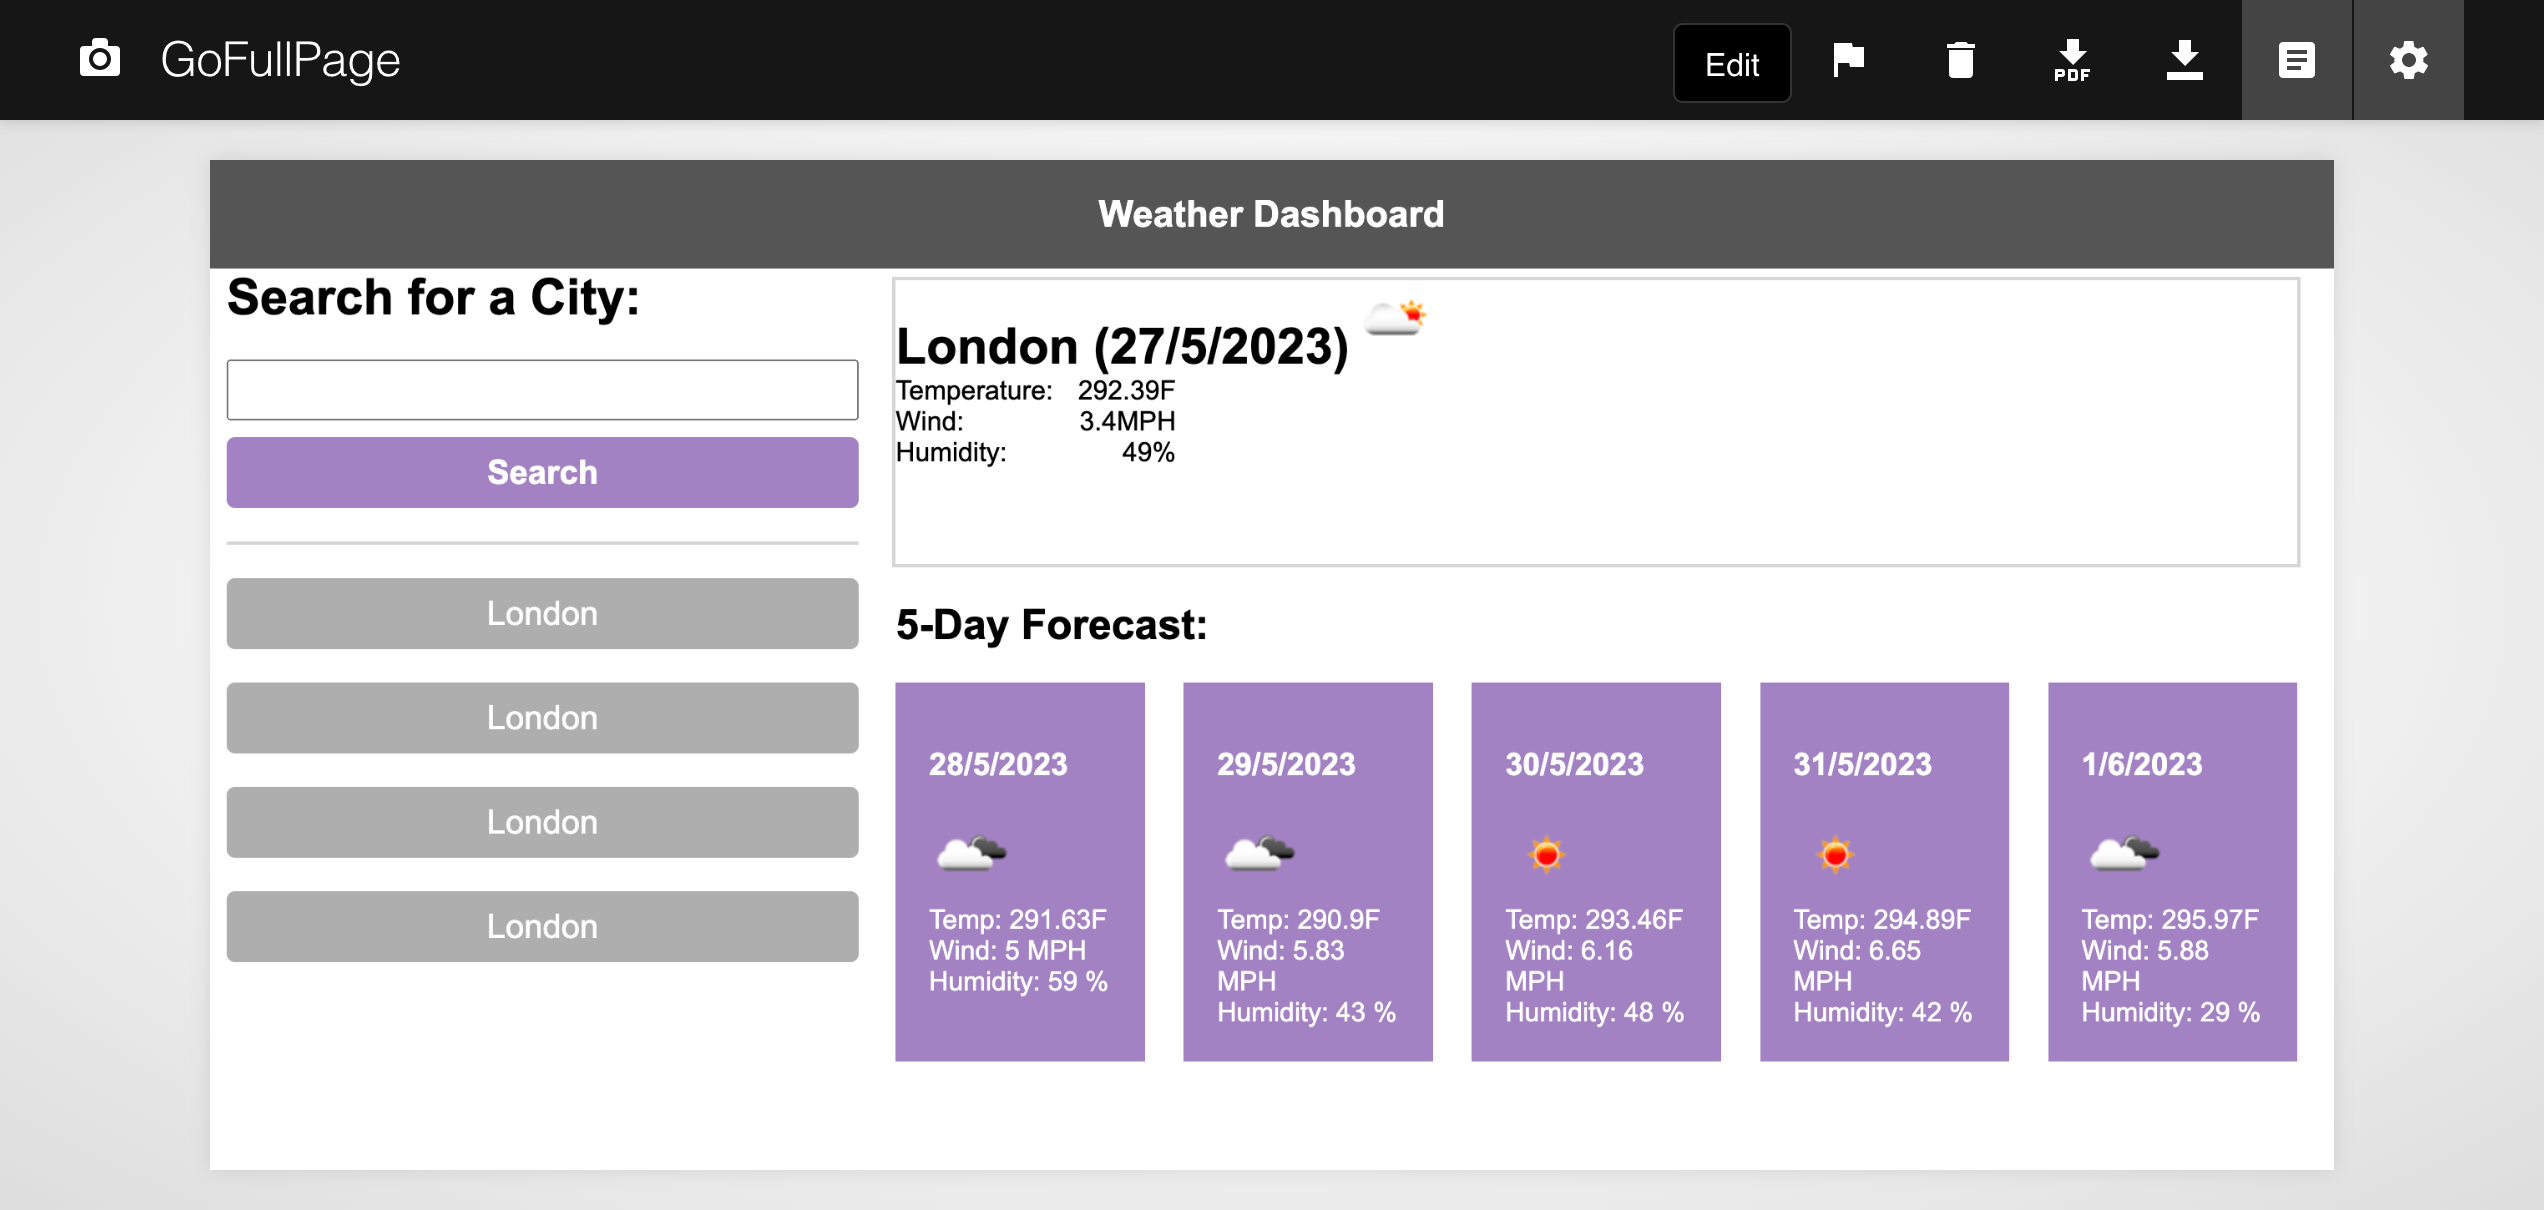 GoFullPage
Edit
PDF
Weather Dashboard
Search for a City:
Search
London
London
London
London
London (27/5/2023)
Temperature: 292.39F
Wind: 3.4MPH
Humidity: 49%
5-Day Forecast:
28/5/2023
Temp: 291.63F
Wind: 5 MPH
Humidity: 59 %
29/5/2023
Temp: 290.9F
Wind: 5.83
MPH
Humidity: 43 %
30/5/2023
Temp: 293.46F
Wind: 6.16
MPH
Humidity: 48 %
31/5/2023
Temp: 294.89F
Wind: 6.65
MPH
Humidity: 42 %
1/6/2023
Temp: 295.97F
Wind: 5.88
MPH
Humidity: 29 %